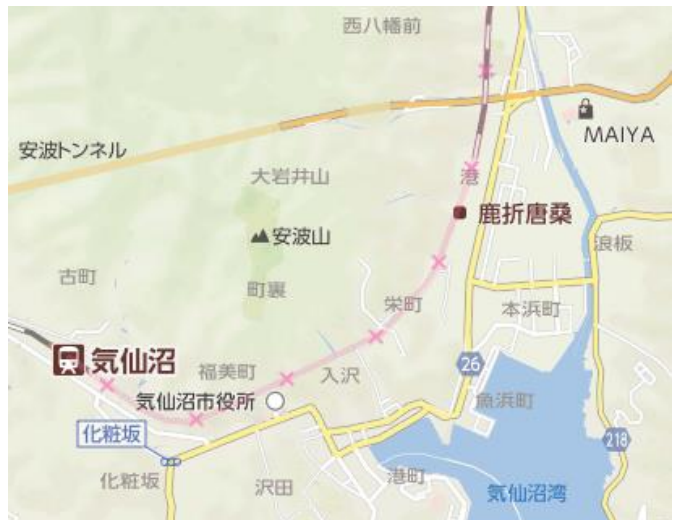 西八幡前
MAIYA
安波トンネル
大岩井山
港
鹿折唐桑
安波山
浪板
古町
町裏
栄町
本浜町
気仙沼
福美町
入沢
26
気仙沼市役所
魚浜町
化粧坂
218
化粧坂
沢田
港町
気仙沼湾